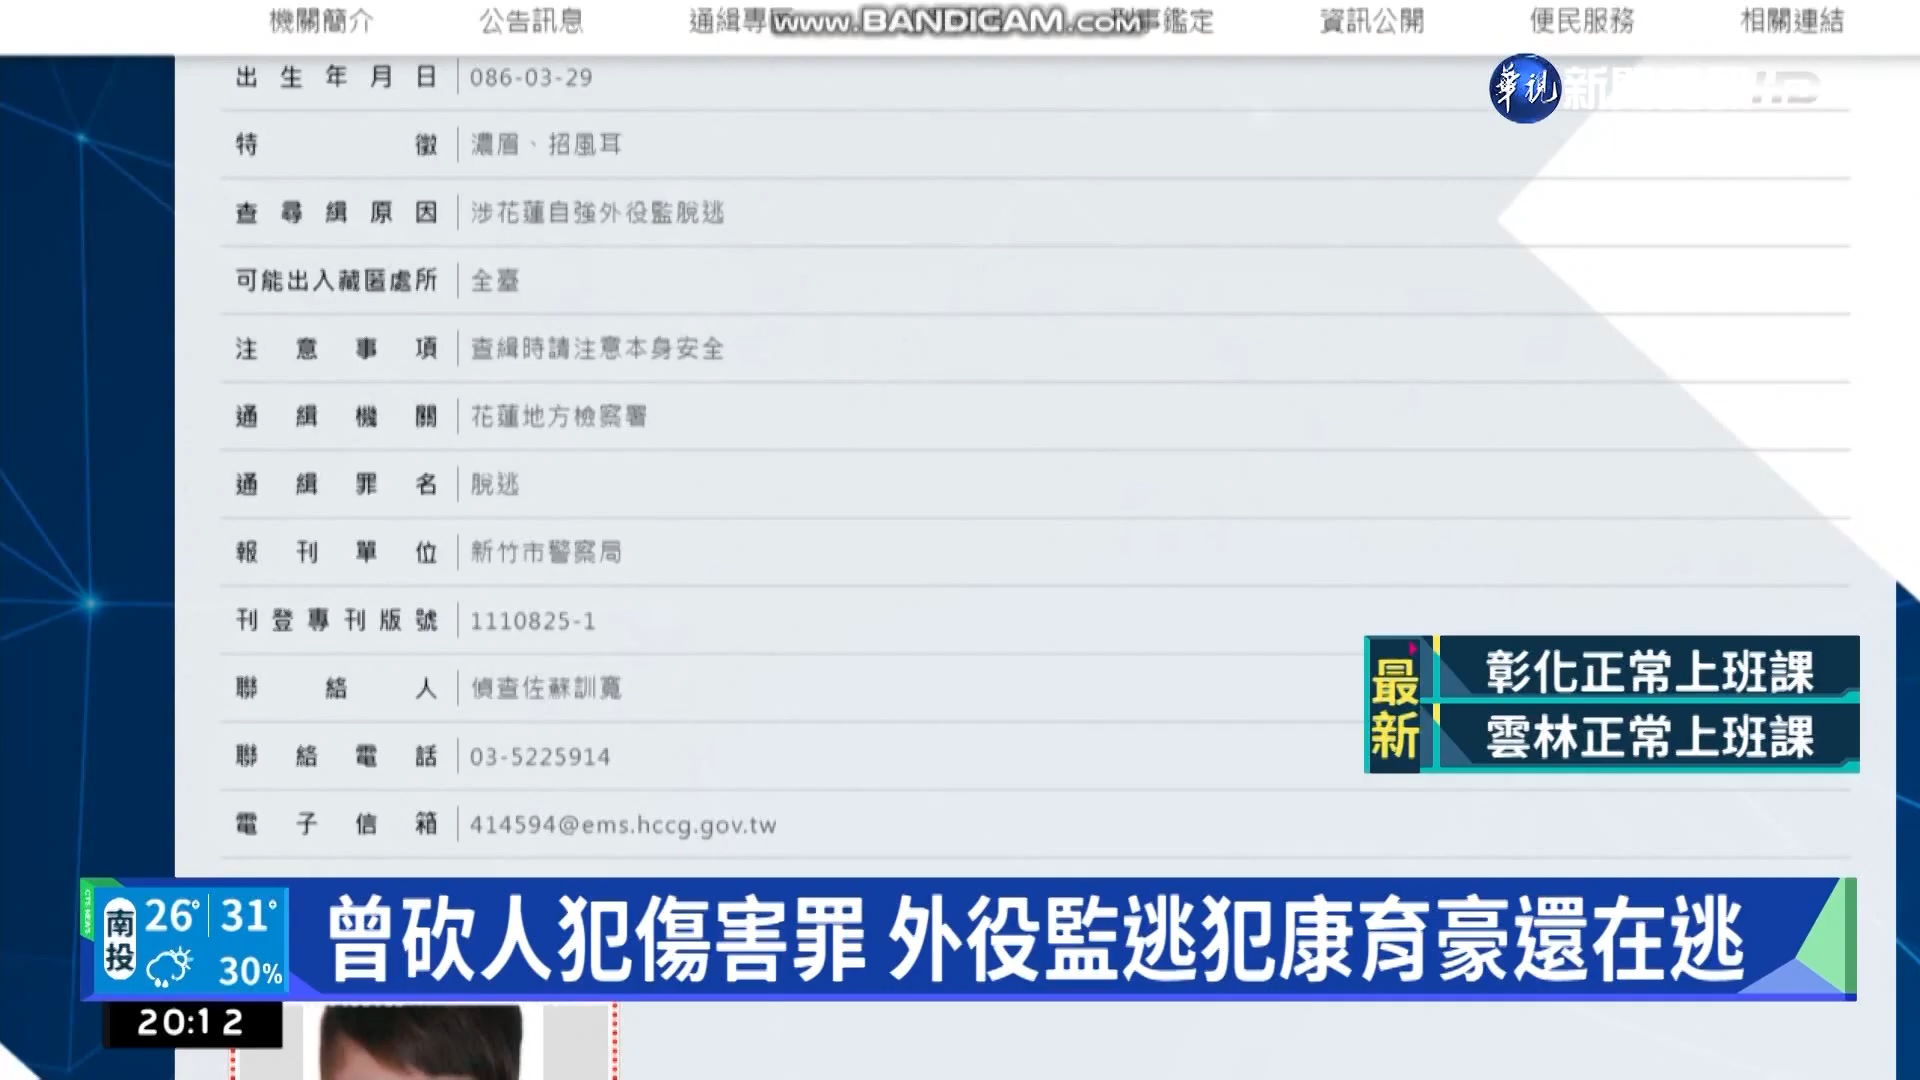 機關簡介 公告訊息 通緝專 www.BANDICAM.com 刑事鑑定 資訊公開 便民服務 相關連結
出生年月日 086-03-29
華視 HD
特徵 濃眉、招風耳
查尋緝原因 涉花蓮自強外役監脫逃
可能出入藏匿處所 全臺
注意事項 查緝時請注意本身安全
通緝機關 花蓮地方檢察署
通緝罪名 脫逃
報刊單位 新竹市警察局
刊登專刊版號 1110825-1
聯絡人 偵查佐蘇訓寬
聯絡電話 03-5225914
電子信箱 414594@ems.hccg.gov.tw
最新
彰化正常上班課
雲林正常上班課
CTS NEWS
南投 26° 31°
30%
曾砍人犯傷害罪 外役監逃犯康育豪還在逃
20:12